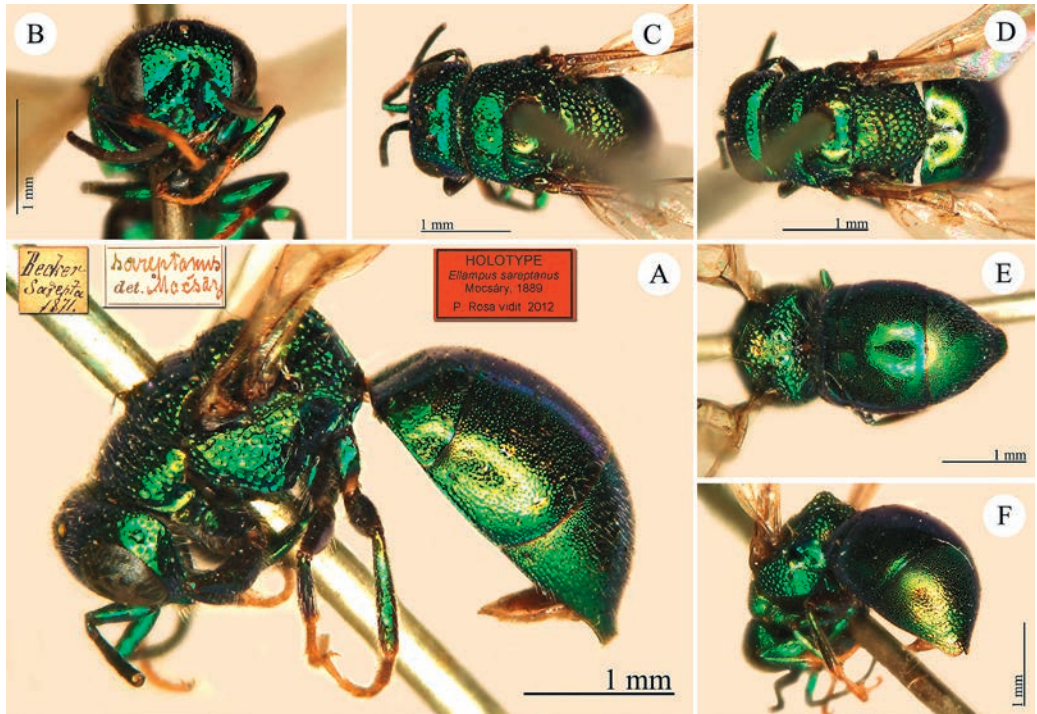 B
C
D
1 mm
1 mm
1 mm
Becker
Sarepta
1871.
sareptanus
det. Mocsáry
HOLOTYPE
Ellampus sareptanus
Mocsáry, 1889
P. Rosa vidit 2012
A
E
1 mm
F
1 mm
1 mm